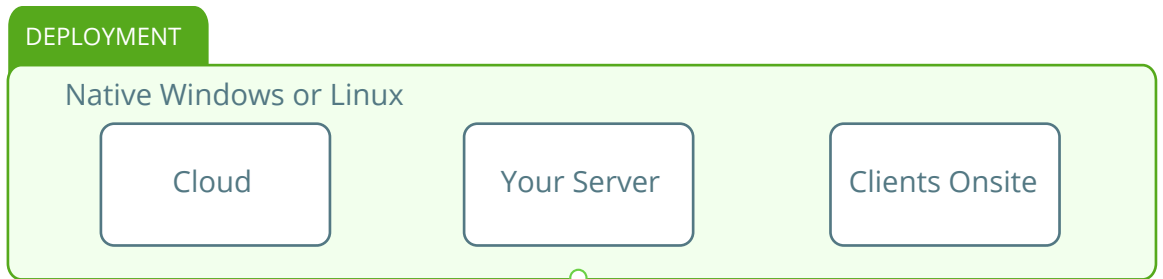 DEPLOYMENT
Native Windows or Linux
Cloud
Your Server
Clients Onsite